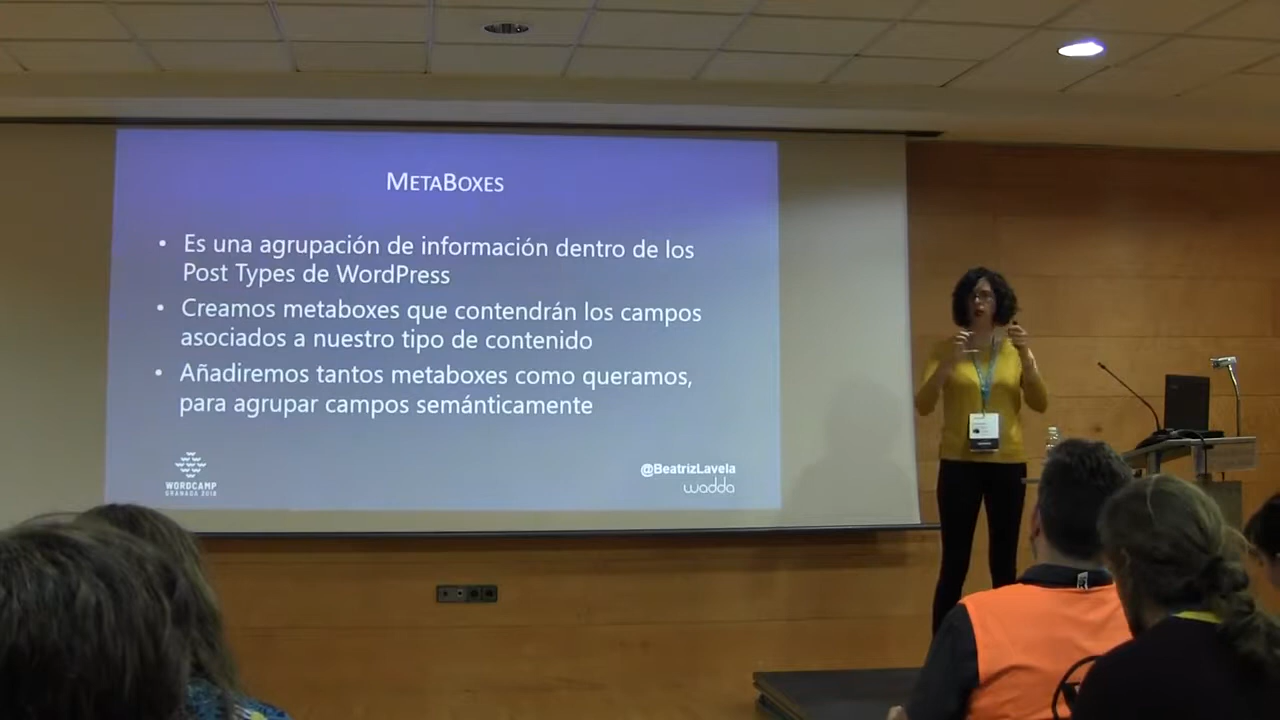 METABOXES
• Es una agrupación de información dentro de los
Post Types de WordPress
• Creamos metaboxes que contendrán los campos
asociados a nuestro tipo de contenido
• Añadiremos tantos metaboxes como queramos,
para agrupar campos semánticamente
WORDCAMP
GRANADA 2018
@BeatrizLavela
wadda